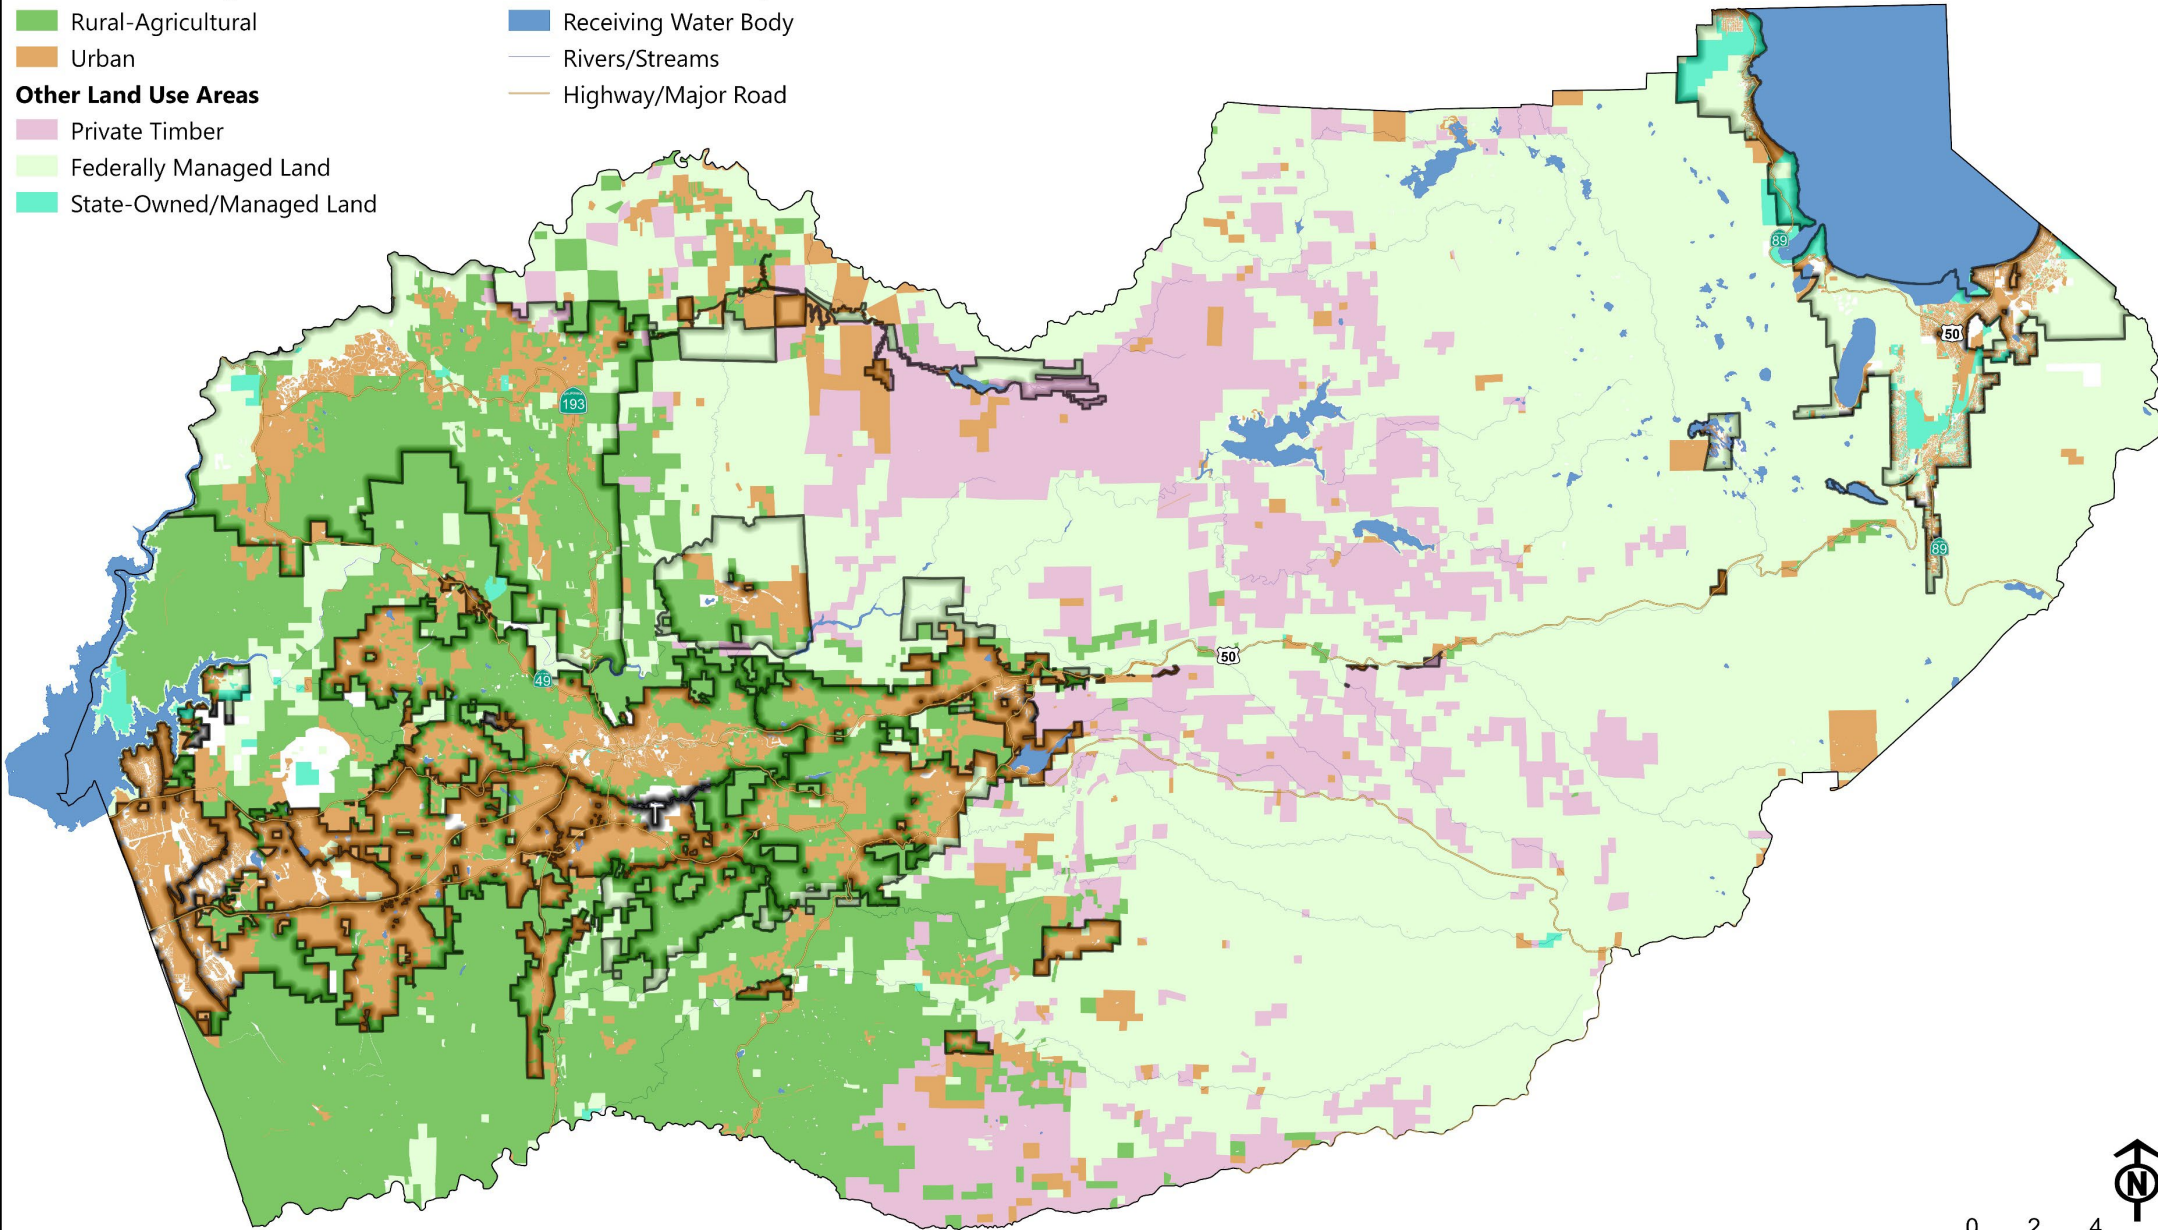 Rural-Agricultural
Urban
Other Land Use Areas
Private Timber
Federally Managed Land
State-Owned/Managed Land
Receiving Water Body
Rivers/Streams
Highway/Major Road
89
50
193
89
50
49
N
0 2 4